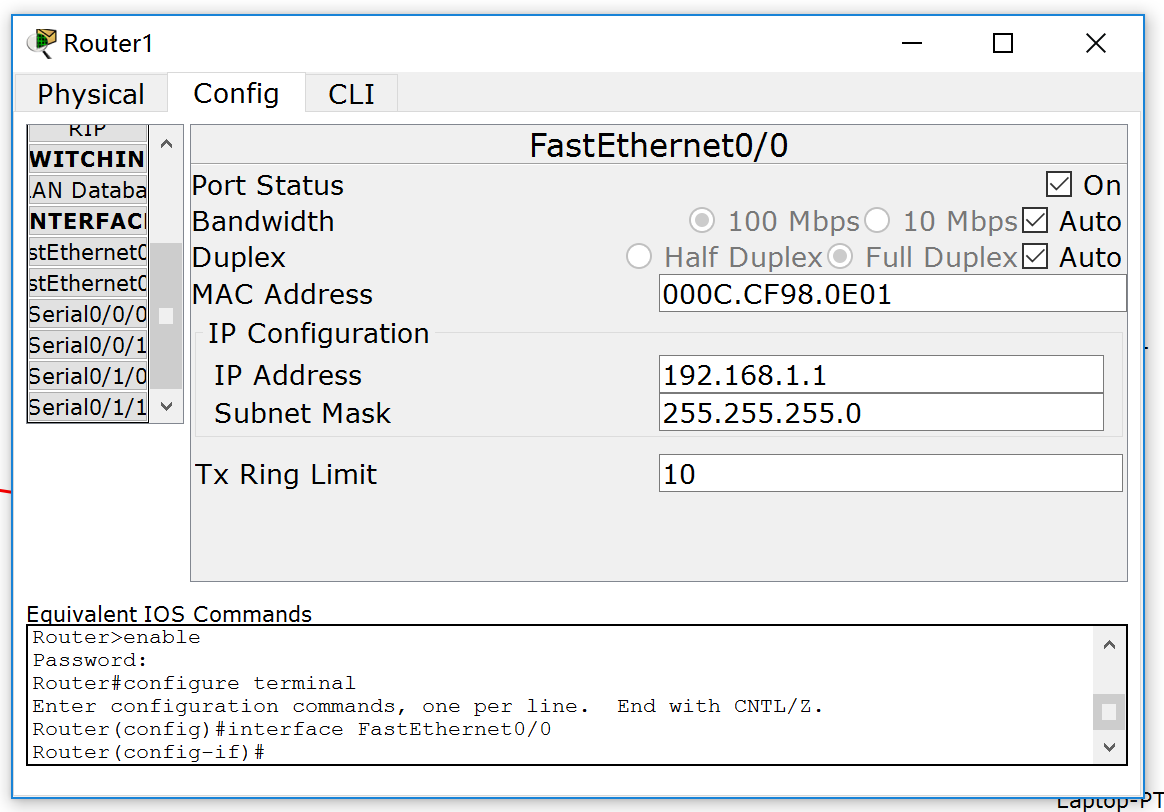 Router1
Physical Config CLI
RIP
WITCHIN
AN Databa
NTERFACI
stEthernet0
stEthernet0
Serial0/0/0
Serial0/0/1
Serial0/1/0
Serial0/1/1
FastEthernet0/0
Port Status On
Bandwidth 100 Mbps 10 Mbps Auto
Duplex Half Duplex Full Duplex Auto
MAC Address 000C.CF98.0E01
IP Configuration
IP Address 192.168.1.1
Subnet Mask 255.255.255.0
Tx Ring Limit 10
Equivalent IOS Commands
Router>enable
Password:
Router#configure terminal
Enter configuration commands, one per line.  End with CNTL/Z.
Router(config)#interface FastEthernet0/0
Router(config-if)#
Laptop-PT